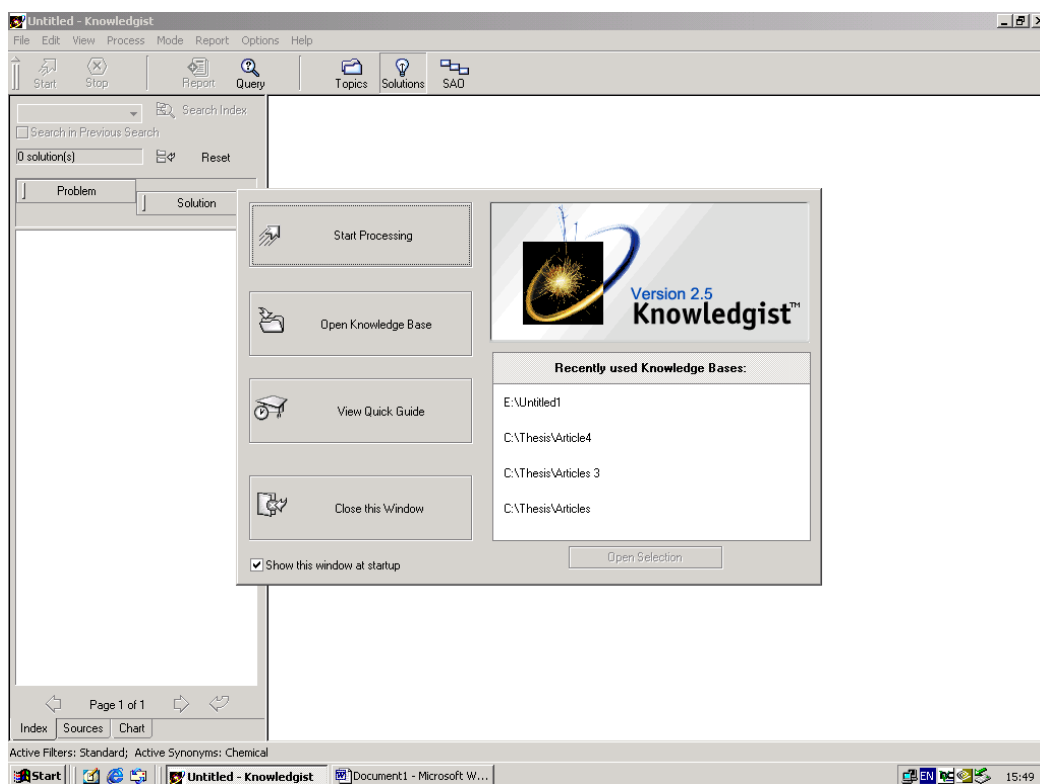 Untitled - Knowledgist
File Edit View Process Mode Report Options Help
Start Stop Report Query Topics Solutions SAO
Search Index
Search in Previous Search
0 solution(s) Reset
Problem
Solution
Start Processing
Open Knowledge Base
View Quick Guide
Close this Window
Show this window at startup
Version 2.5
Knowledgist™
Recently used Knowledge Bases:
E:\Untitled1
C:\Thesis\Article4
C:\Thesis\Articles 3
C:\Thesis\Articles
Open Selection
Page 1 of 1
Index Sources Chart
Active Filters: Standard; Active Synonyms: Chemical
Start Untitled - Knowledgist Document1 - Microsoft W... EN 15:49